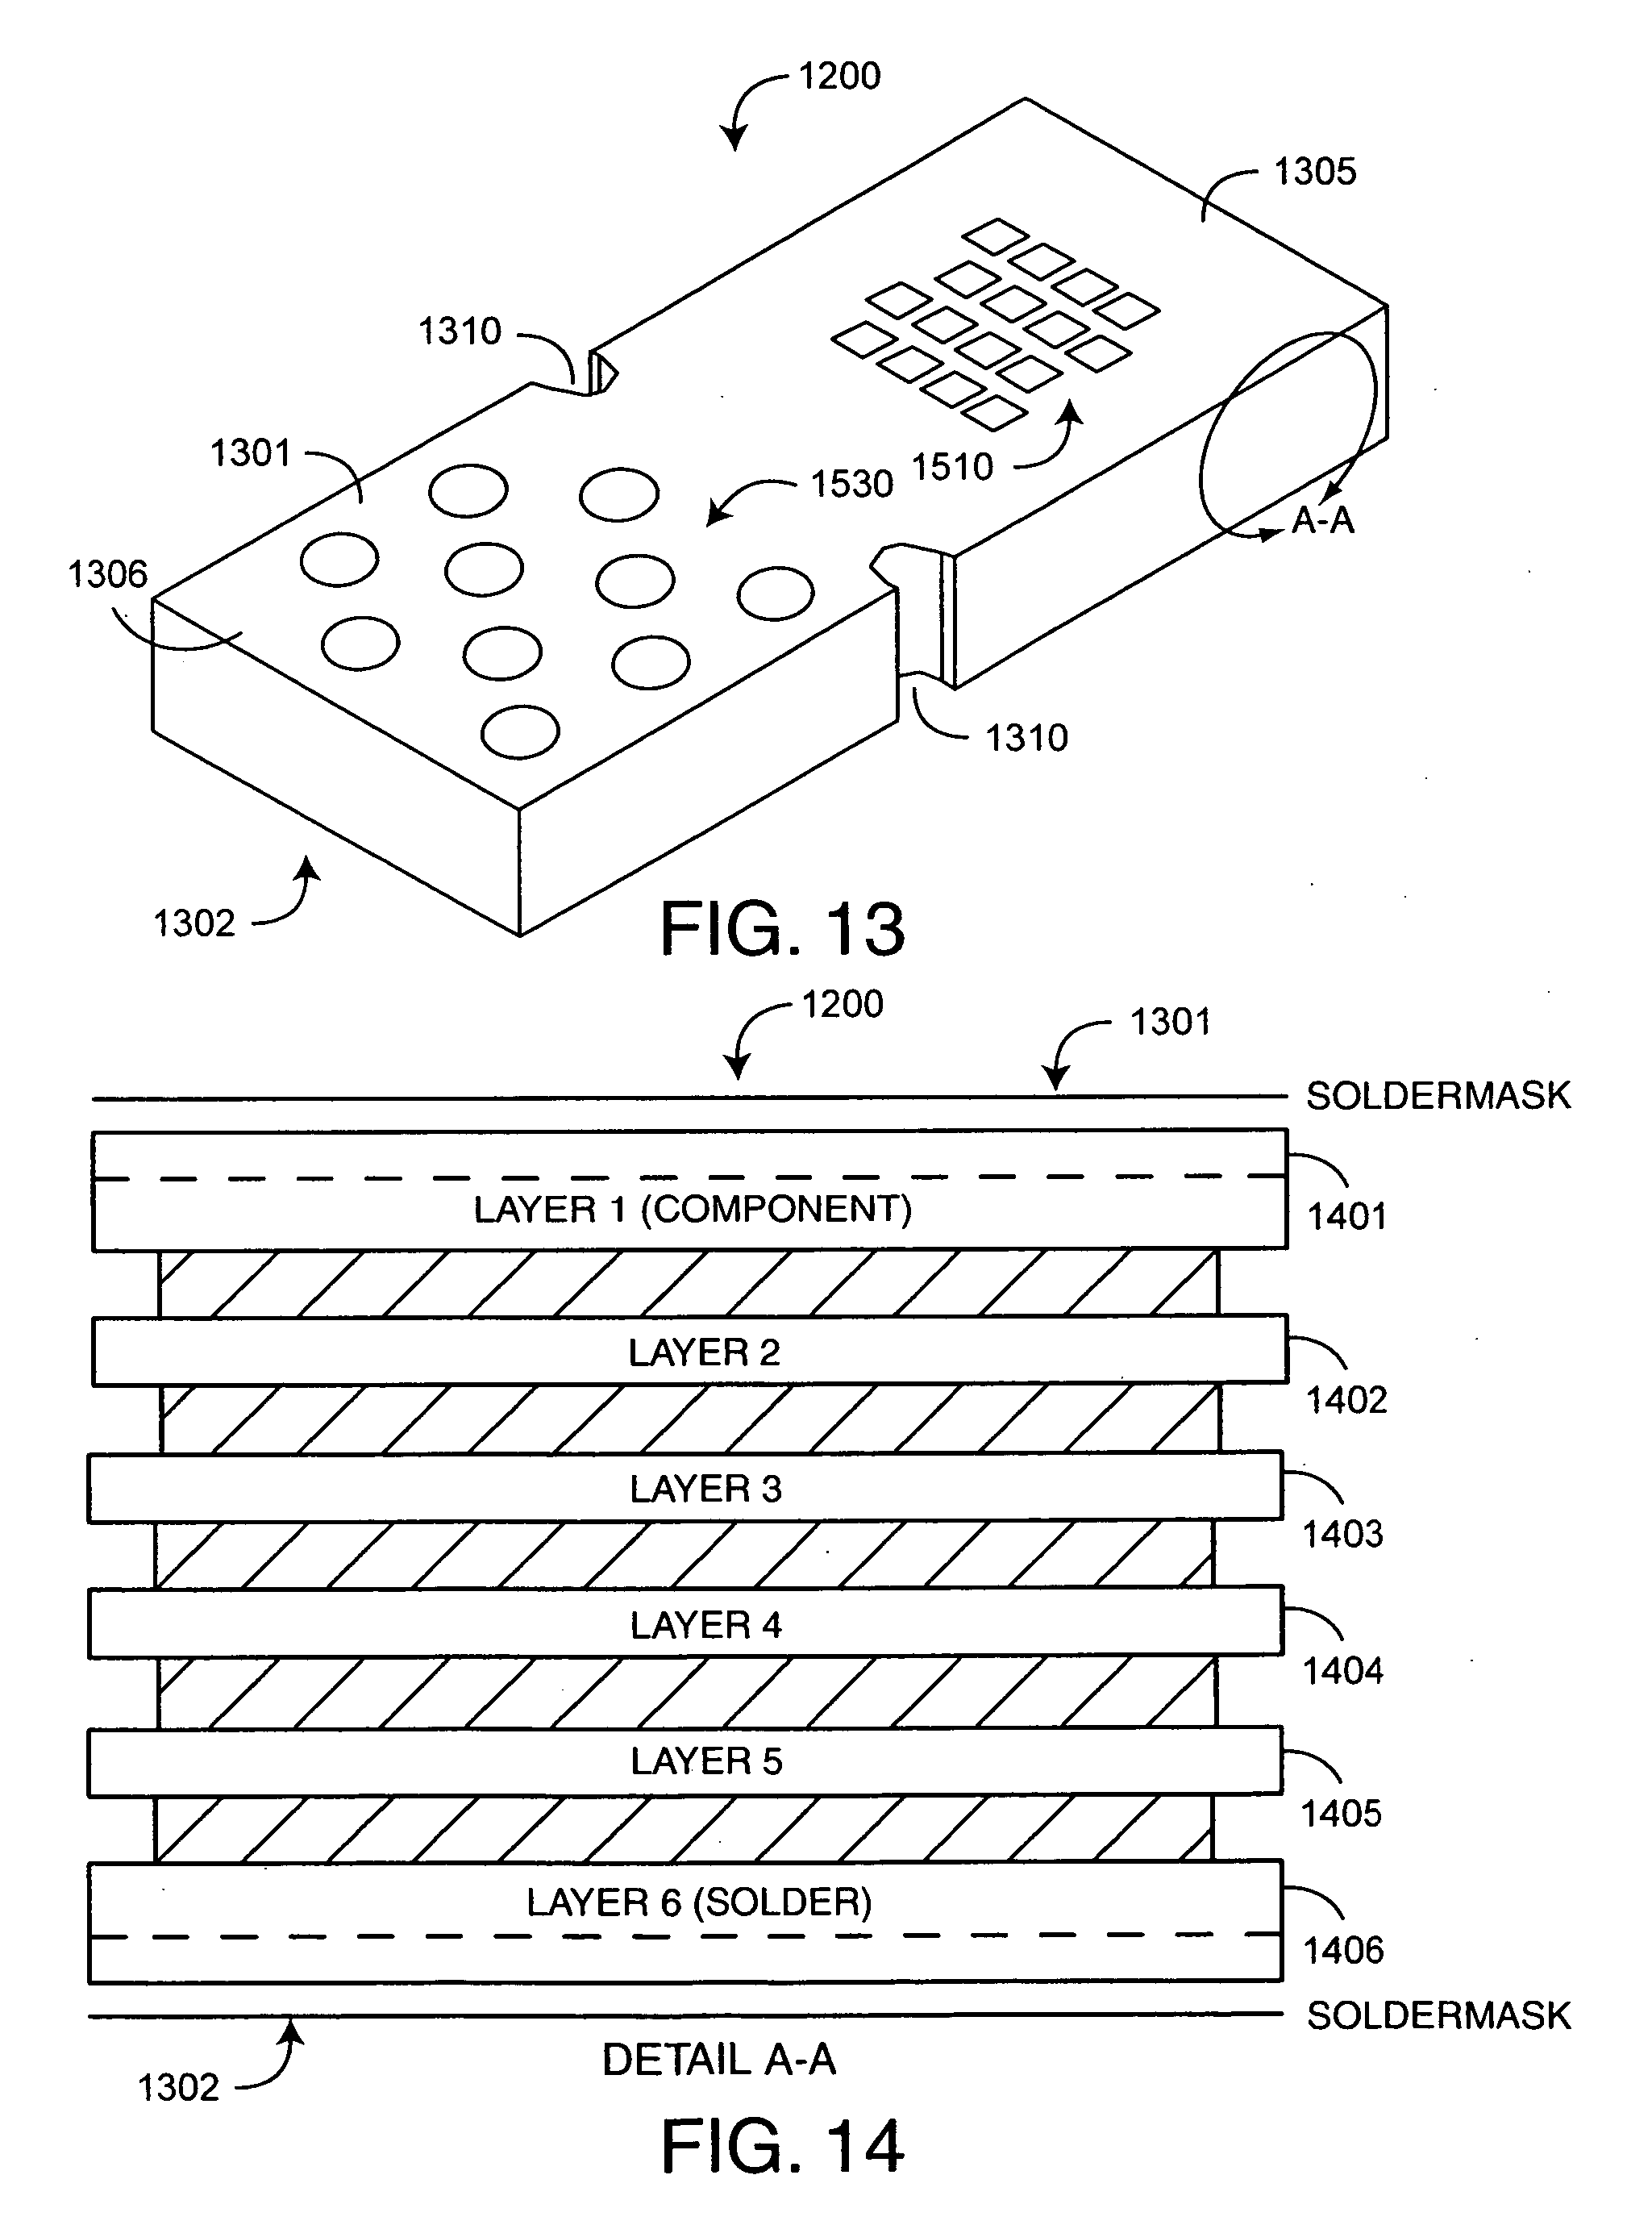 1200
1305
1310
1301
1530
1510
A-A
1306
1310
1302
FIG. 13
1200
1301
SOLDERMASK
LAYER 1 (COMPONENT)
1401
LAYER 2
1402
LAYER 3
1403
LAYER 4
1404
LAYER 5
1405
LAYER 6 (SOLDER)
1406
SOLDERMASK
DETAIL A-A
1302
FIG. 14